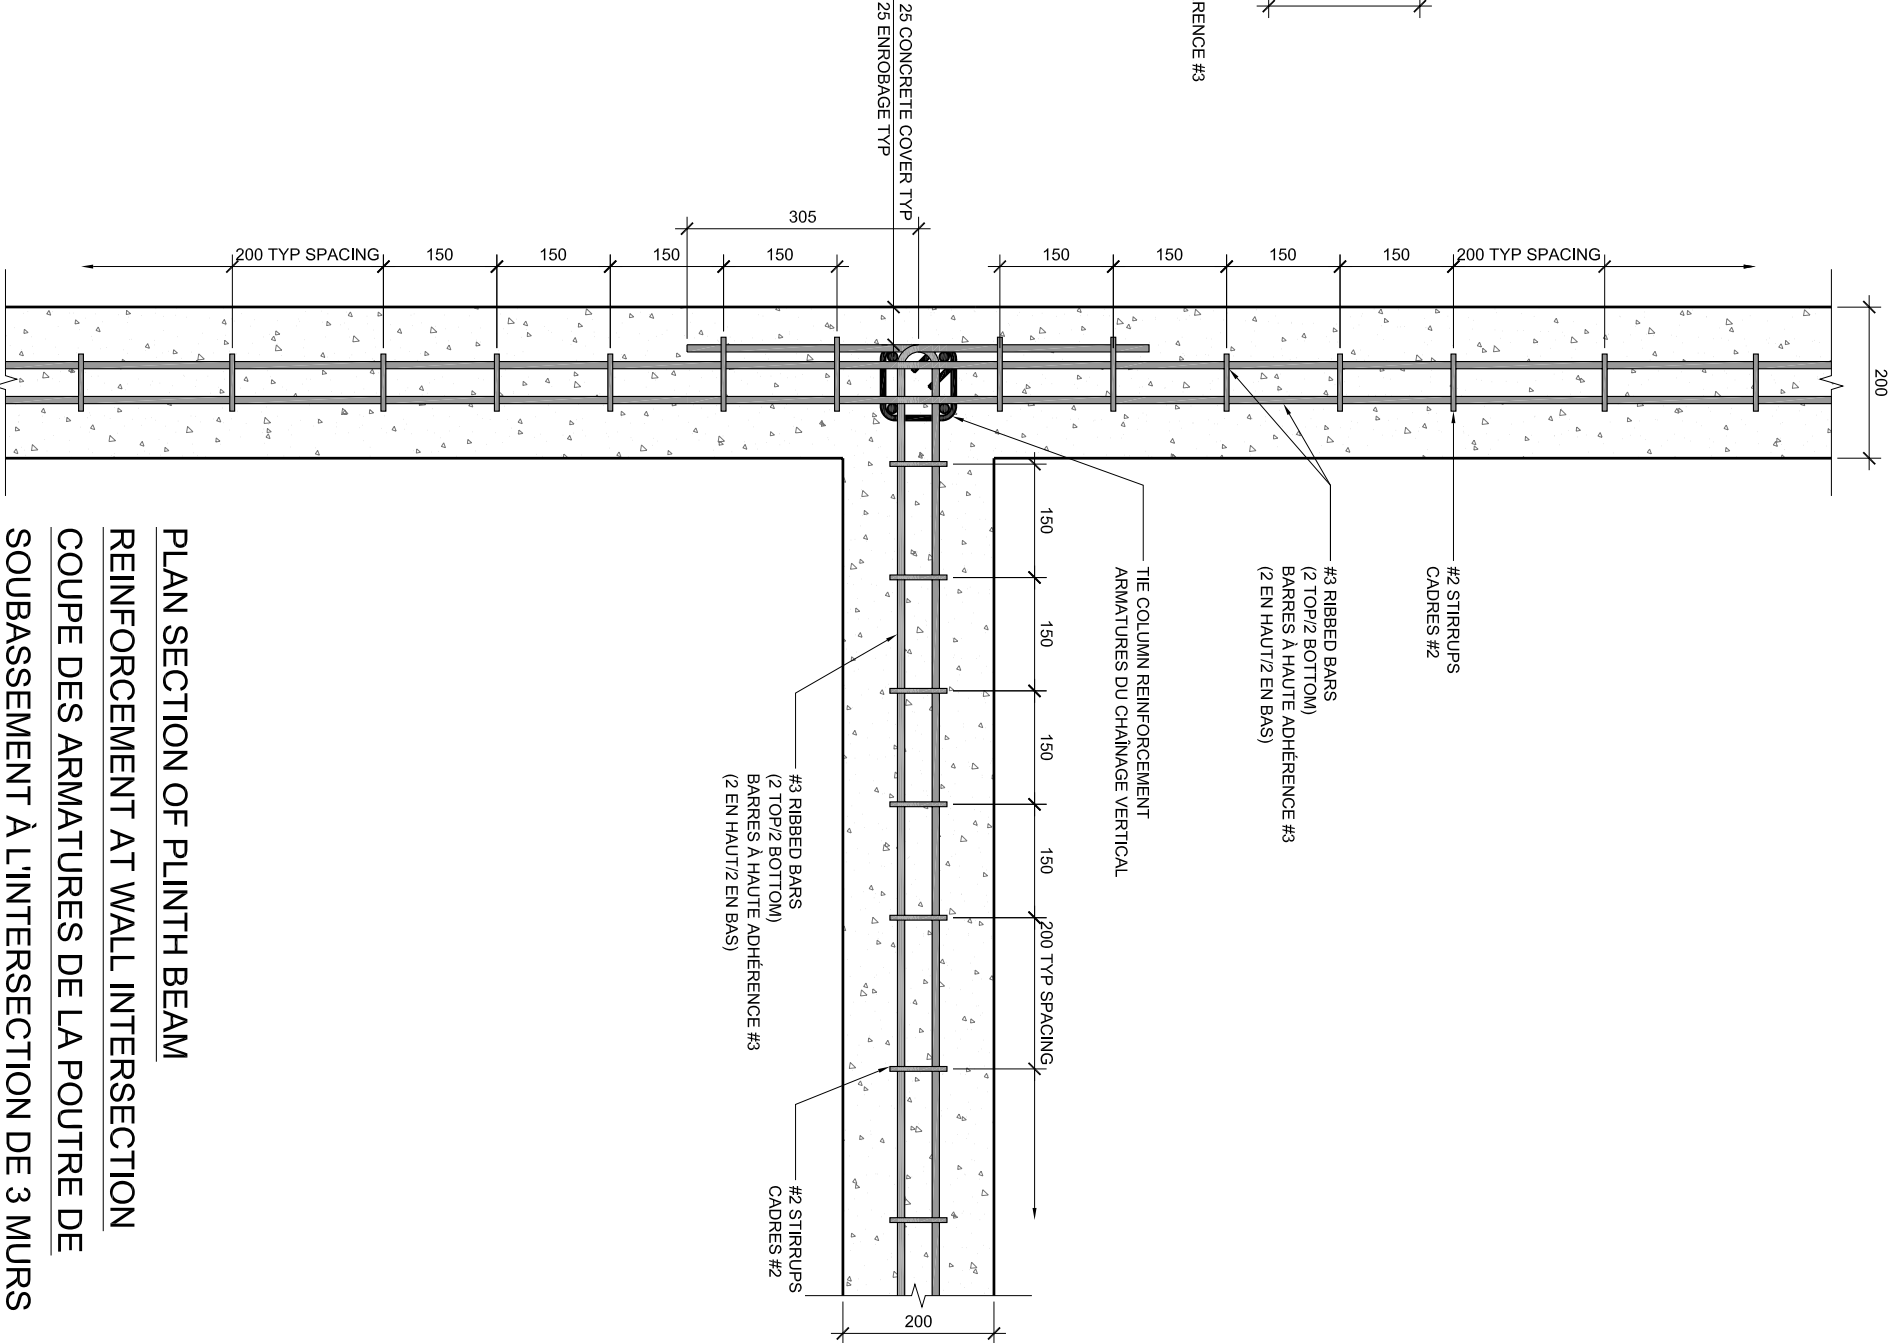 RENCE #3
25 CONCRETE COVER TYP
25 ENROBAGE TYP
305
200 TYP SPACING
150
150
150
150
150
150
150
150
200 TYP SPACING
200
#2 STIRRUPS
CADRES #2
#3 RIBBED BARS
(2 TOP/2 BOTTOM)
BARRES À HAUTE ADHÉRENCE #3
(2 EN HAUT/2 EN BAS)
TIE COLUMN REINFORCEMENT
ARMATURES DU CHAÎNAGE VERTICAL
150
150
150
150
200 TYP SPACING
#3 RIBBED BARS
(2 TOP/2 BOTTOM)
BARRES À HAUTE ADHÉRENCE #3
(2 EN HAUT/2 EN BAS)
#2 STIRRUPS
CADRES #2
200
PLAN SECTION OF PLINTH BEAM
REINFORCEMENT AT WALL INTERSECTION
COUPE DES ARMATURES DE LA POUTRE DE
SOUBASSEMENT À L'INTERSECTION DE 3 MURS